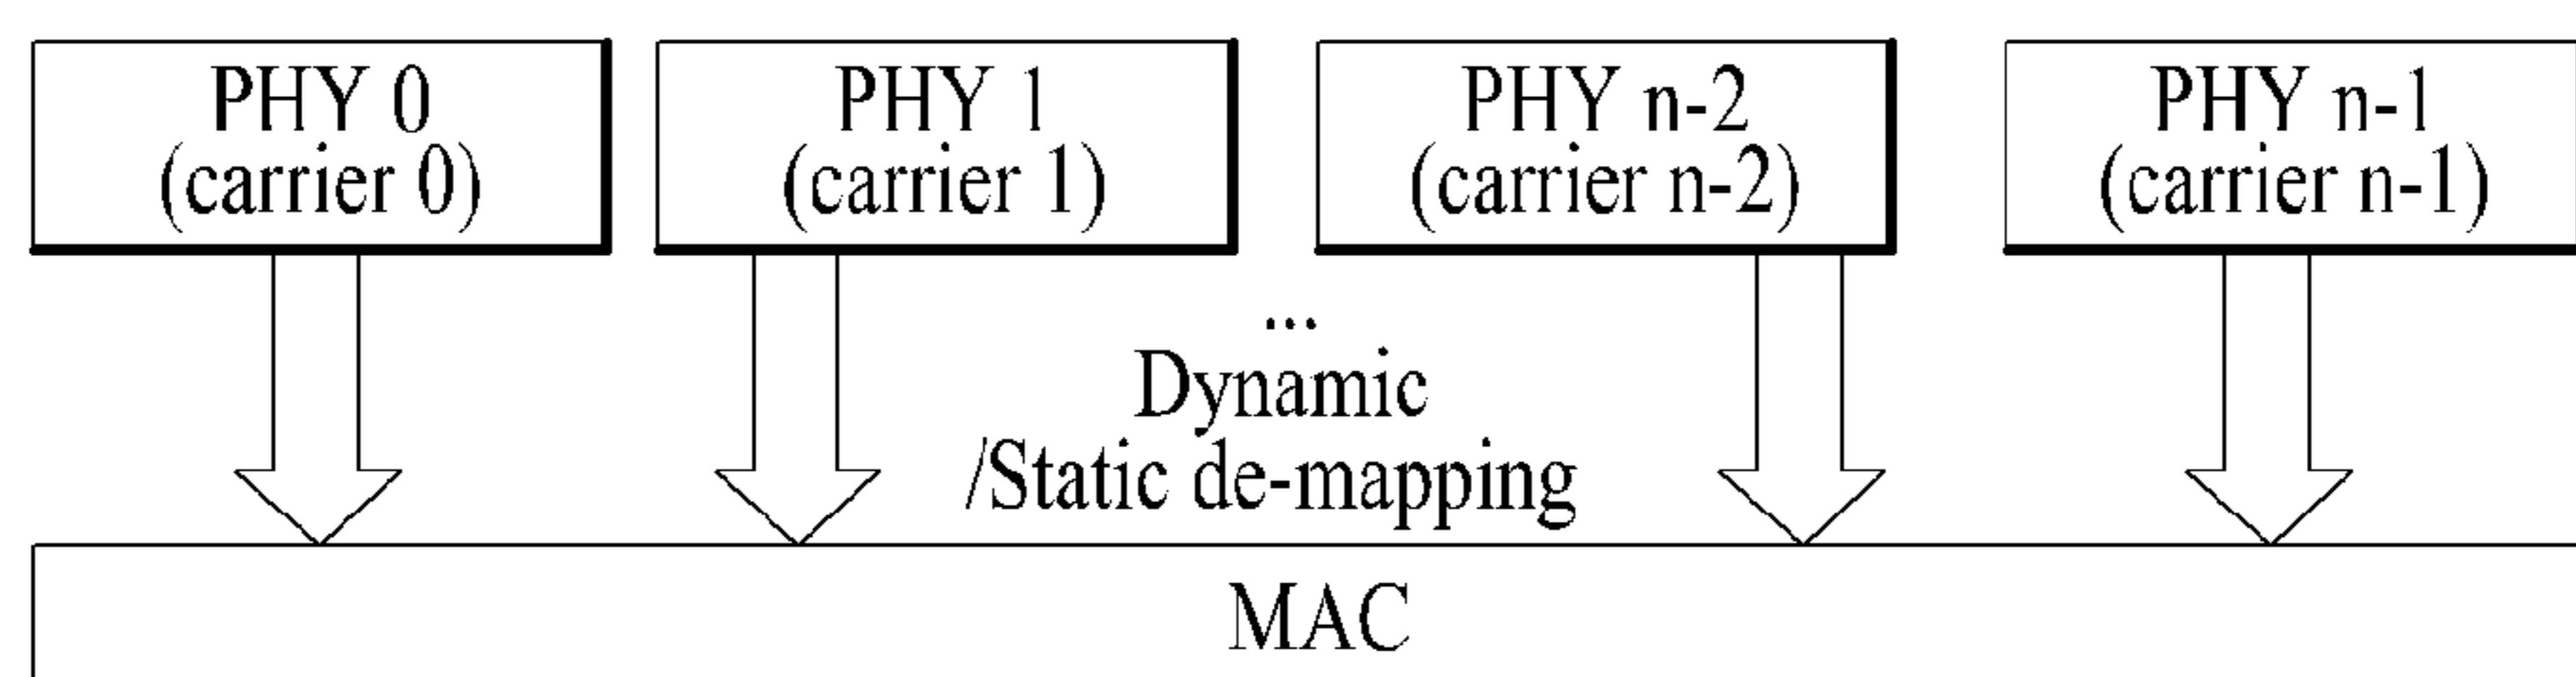 PHY 0
(carrier 0)
PHY 1
(carrier 1)
PHY n-2
(carrier n-2)
PHY n-1
(carrier n-1)
...
Dynamic
/Static de-mapping
MAC